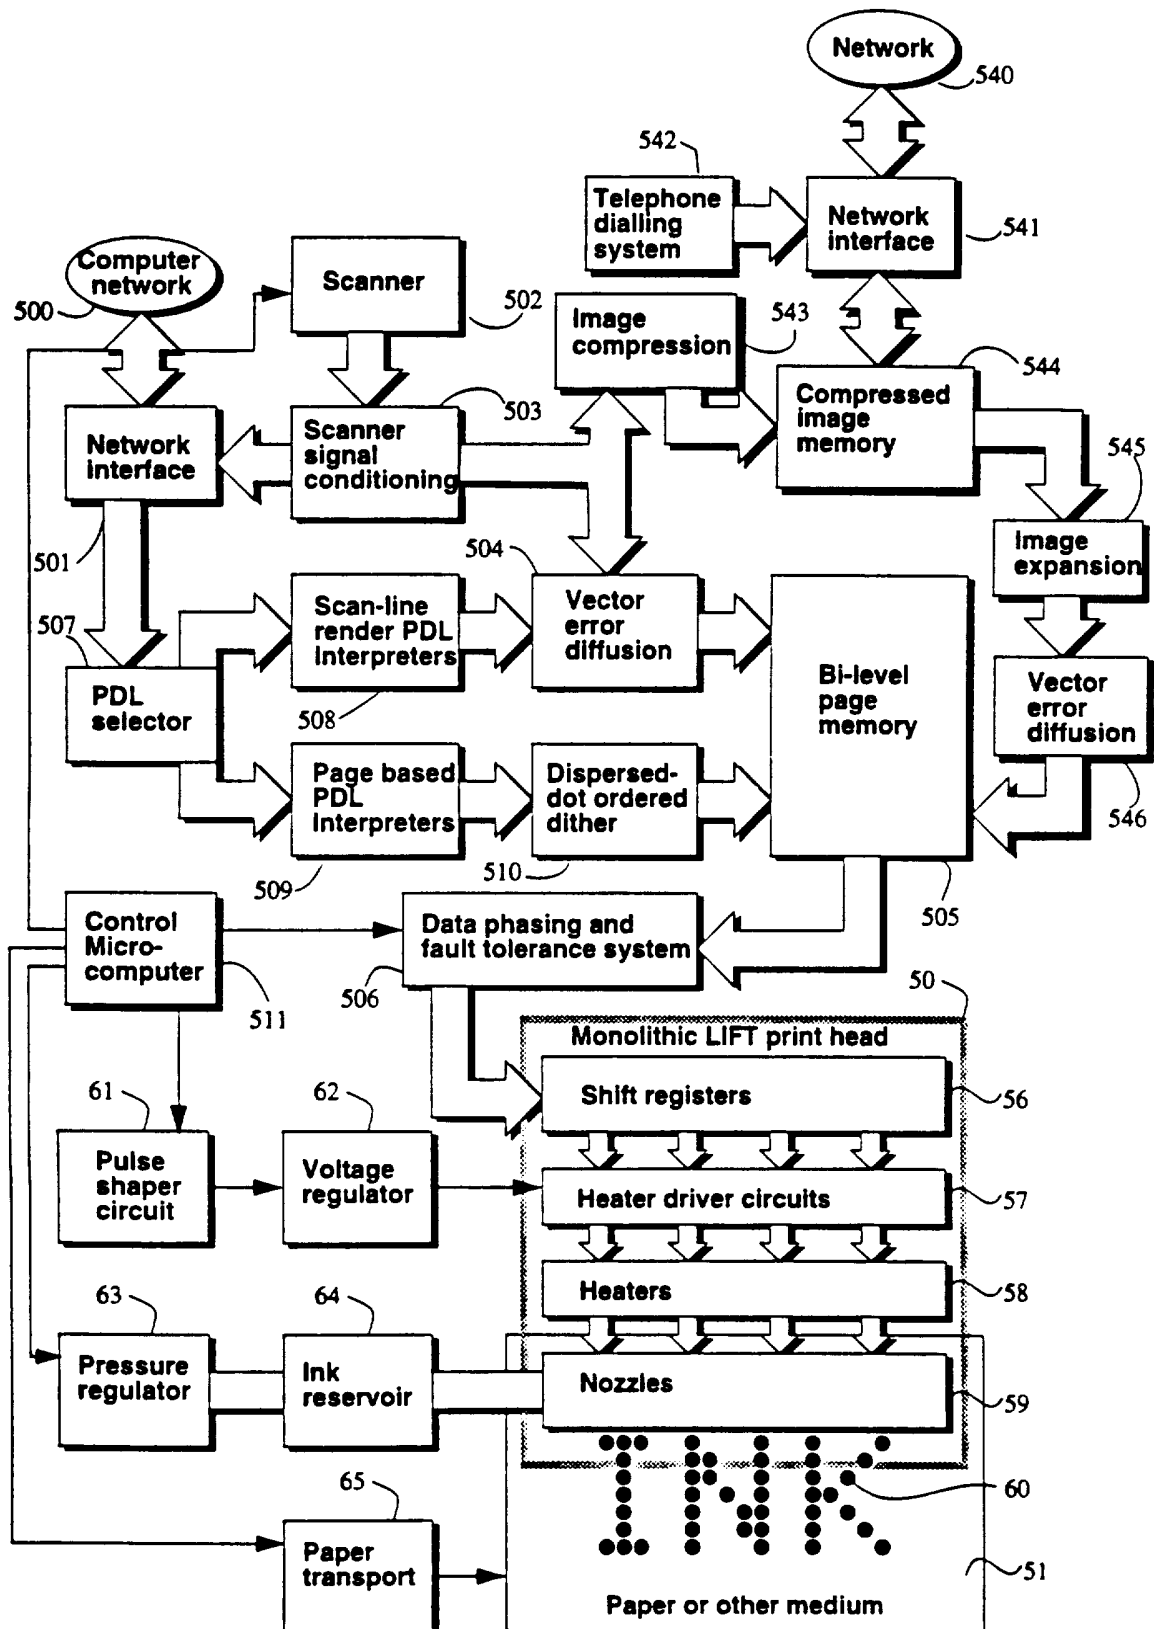 Network
540
542
Telephone
dialling
system
Network
interface
541
Computer
network
500
Scanner
502
Image
compression
543
544
503
Compressed
image
memory
Network
interface
Scanner
signal
conditioning
545
501
504
Image
expansion
507
Scan-line
render PDL
Interpreters
Vector
error
diffusion
Bi-level
page
memory
PDL
selector
508
Vector
error
diffusion
Page based
PDL
Interpreters
Dispersed-
dot ordered
dither
546
509
510
505
Control
Micro-
computer
Data phasing and
fault tolerance system
511
506
50
Monolithic LIFT print head
61
62
Shift registers
56
Pulse
shaper
circuit
Voltage
regulator
Heater driver circuits
57
63
64
Heaters
58
Pressure
regulator
Ink
reservoir
Nozzles
59
INK
60
65
Paper
transport
51
Paper or other medium